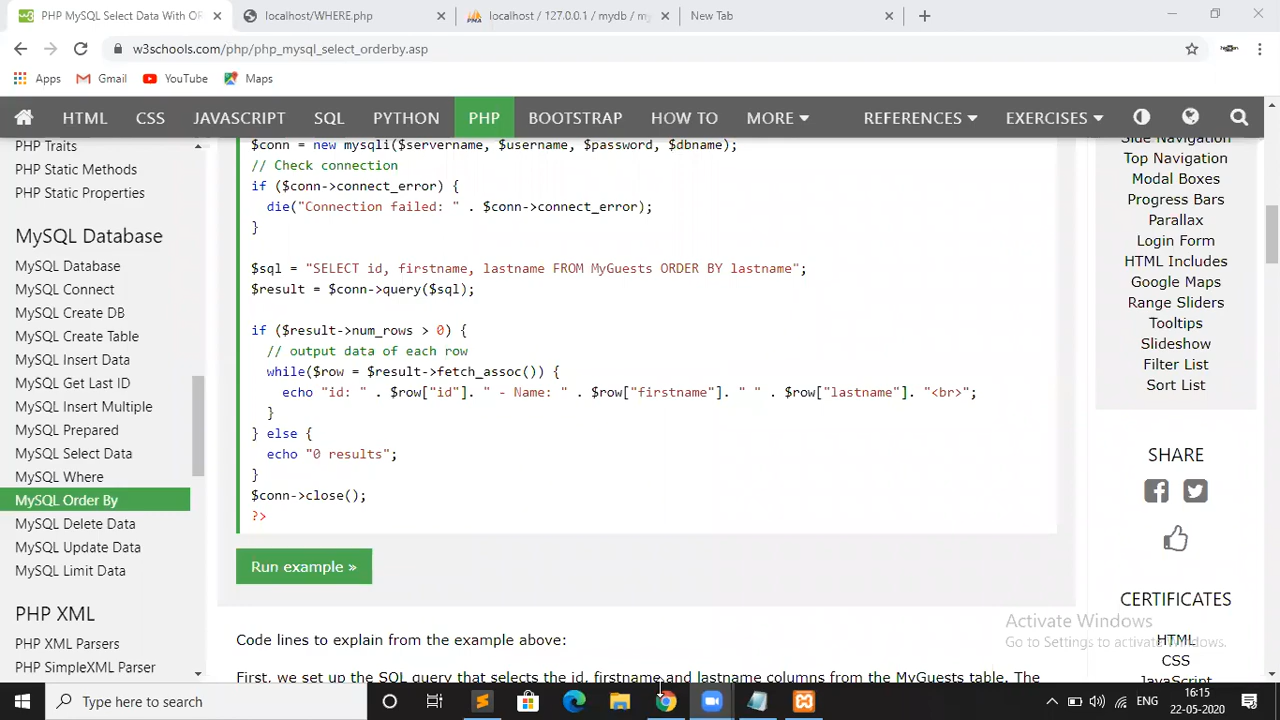 PHP MySQL Select Data With OR
localhost/WHERE.php
localhost / 127.0.0.1 / mydb / my
New Tab
w3schools.com/php/php_mysql_select_orderby.asp
Apps
Gmail
YouTube
Maps
HTML
CSS
JAVASCRIPT
SQL
PYTHON
PHP
BOOTSTRAP
HOW TO
MORE
REFERENCES
EXERCISES
PHP Traits
PHP Static Methods
PHP Static Properties
MySQL Database
MySQL Database
MySQL Connect
MySQL Create DB
MySQL Create Table
MySQL Insert Data
MySQL Get Last ID
MySQL Insert Multiple
MySQL Prepared
MySQL Select Data
MySQL Where
MySQL Order By
MySQL Delete Data
MySQL Update Data
MySQL Limit Data
PHP XML
PHP XML Parsers
PHP SimpleXML Parser
$conn = new mysqli($servername, $username, $password, $dbname);
// Check connection
if ($conn->connect_error) {
die("Connection failed: " . $conn->connect_error);
}
$sql = "SELECT id, firstname, lastname FROM MyGuests ORDER BY lastname";
$result = $conn->query($sql);
if ($result->num_rows > 0) {
// output data of each row
while($row = $result->fetch_assoc()) {
echo "id: " . $row["id"]. " - Name: " . $row["firstname"]. " " . $row["lastname"]. "<br>";
}
} else {
echo "0 results";
}
$conn->close();
?>
Run example »
Code lines to explain from the example above:
First, we set up the SQL query that selects the id, firstname and lastname columns from the MyGuests table. The
Side Navigation
Top Navigation
Modal Boxes
Progress Bars
Parallax
Login Form
HTML Includes
Google Maps
Range Sliders
Tooltips
Slideshow
Filter List
Sort List
SHARE
CERTIFICATES
HTML
CSS
JavaScript
Activate Windows
Go to Settings to activate Windows.
Type here to search
ENG
16:15
22-05-2020